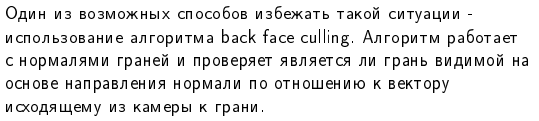 Один из возможных способов избежать такой ситуации -
использование алгоритма back face culling. Алгоритм работает
с нормалями граней и проверяет является ли грань видимой на
основе направления нормали по отношению к вектору
исходящему из камеры к грани.